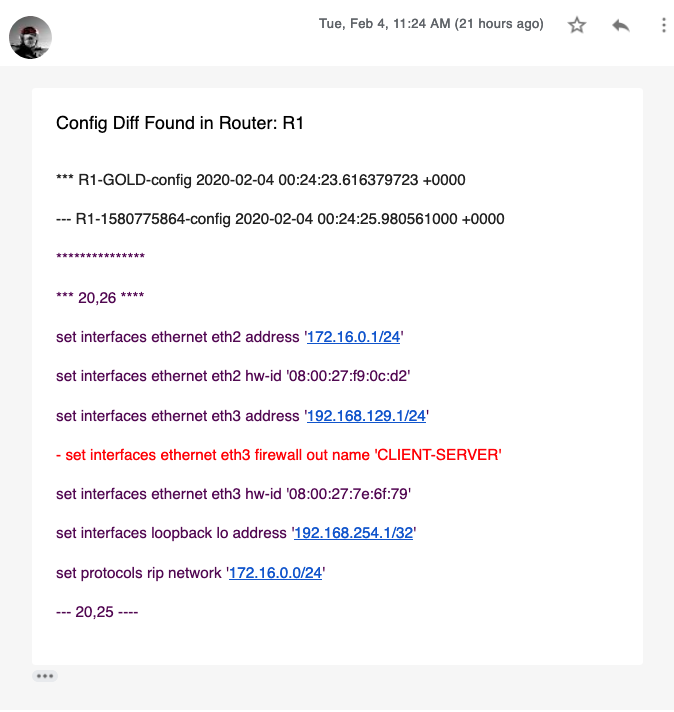 Tue, Feb 4, 11:24 AM (21 hours ago)
Config Diff Found in Router: R1
*** R1-GOLD-config 2020-02-04 00:24:23.616379723 +0000
--- R1-1580775864-config 2020-02-04 00:24:25.980561000 +0000
***************
*** 20,26 ****
set interfaces ethernet eth2 address '172.16.0.1/24'
set interfaces ethernet eth2 hw-id '08:00:27:f9:0c:d2'
set interfaces ethernet eth3 address '192.168.129.1/24'
- set interfaces ethernet eth3 firewall out name 'CLIENT-SERVER'
set interfaces ethernet eth3 hw-id '08:00:27:7e:6f:79'
set interfaces loopback lo address '192.168.254.1/32'
set protocols rip network '172.16.0.0/24'
--- 20,25 ----